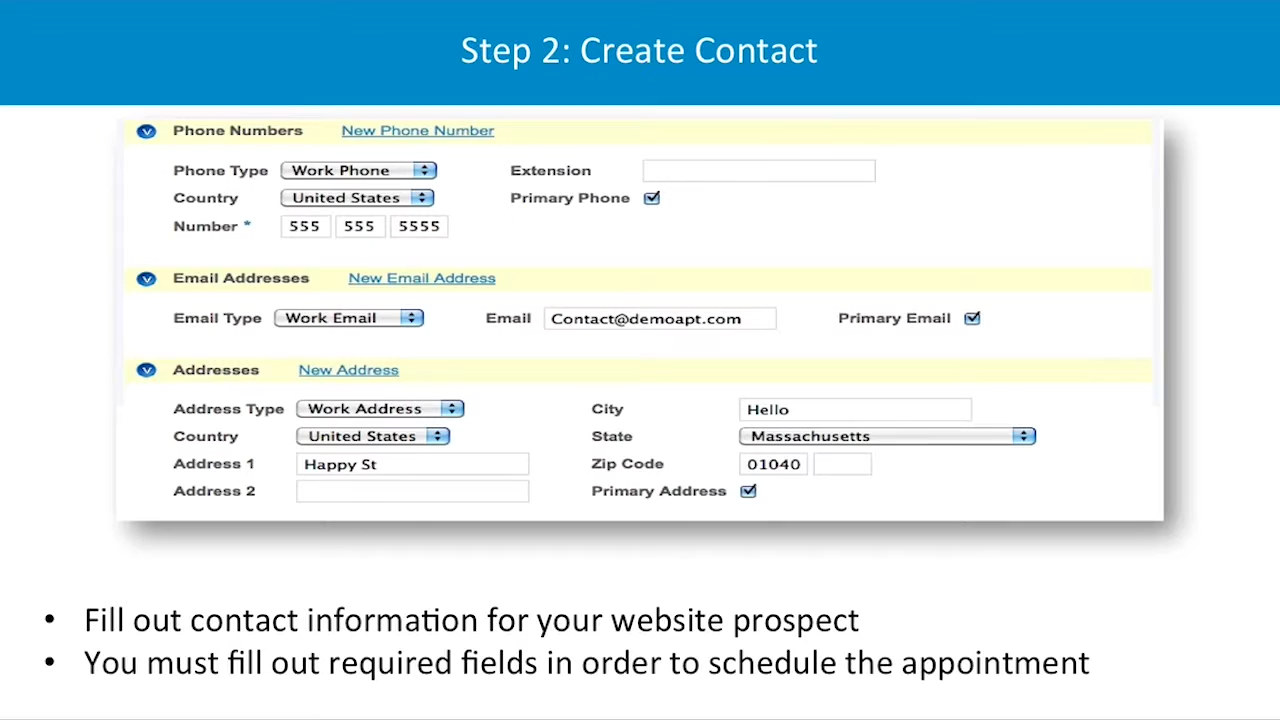 Step 2: Create Contact
Phone Numbers New Phone Number
Phone Type Work Phone Extension
Country United States Primary Phone
Number * 555 555 5555
Email Addresses New Email Address
Email Type Work Email Email Contact@demoapt.com Primary Email
Addresses New Address
Address Type Work Address City Hello
Country United States State Massachusetts
Address 1 Happy St Zip Code 01040
Address 2 Primary Address
• Fill out contact information for your website prospect
• You must fill out required fields in order to schedule the appointment